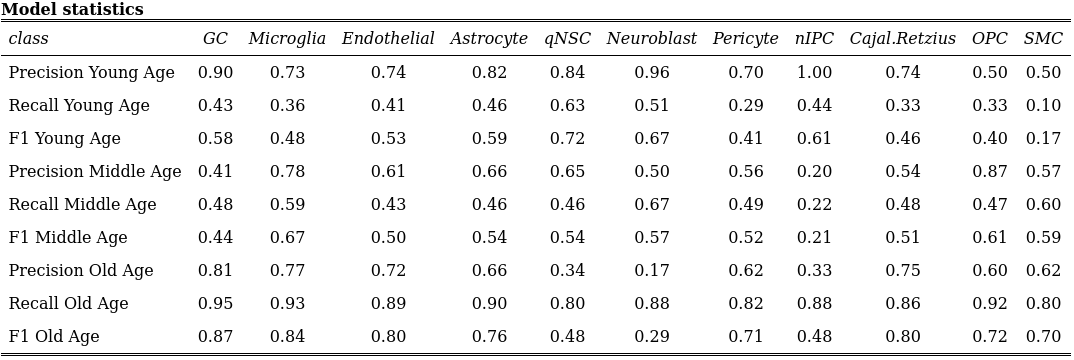 Model statistics
class GC Microglia Endothelial Astrocyte qNSC Neuroblast Pericyte nIPC Cajal.Retzius OPC SMC
Precision Young Age 0.90 0.73 0.74 0.82 0.84 0.96 0.70 1.00 0.74 0.50 0.50
Recall Young Age 0.43 0.36 0.41 0.46 0.63 0.51 0.29 0.44 0.33 0.33 0.10
F1 Young Age 0.58 0.48 0.53 0.59 0.72 0.67 0.41 0.61 0.46 0.40 0.17
Precision Middle Age 0.41 0.78 0.61 0.66 0.65 0.50 0.56 0.20 0.54 0.87 0.57
Recall Middle Age 0.48 0.59 0.43 0.46 0.46 0.67 0.49 0.22 0.48 0.47 0.60
F1 Middle Age 0.44 0.67 0.50 0.54 0.54 0.57 0.52 0.21 0.51 0.61 0.59
Precision Old Age 0.81 0.77 0.72 0.66 0.34 0.17 0.62 0.33 0.75 0.60 0.62
Recall Old Age 0.95 0.93 0.89 0.90 0.80 0.88 0.82 0.88 0.86 0.92 0.80
F1 Old Age 0.87 0.84 0.80 0.76 0.48 0.29 0.71 0.48 0.80 0.72 0.70